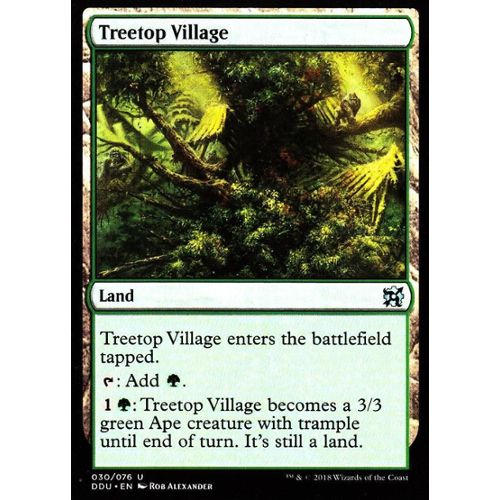 Treetop Village
Land
Treetop Village enters the battlefield
tapped.
: Add .
1 : Treetop Village becomes a 3/3
green Ape creature with trample
until end of turn. It's still a land.
030/076 U
DDU • EN Rob Alexander
™ & © 2018 Wizards of the Coast